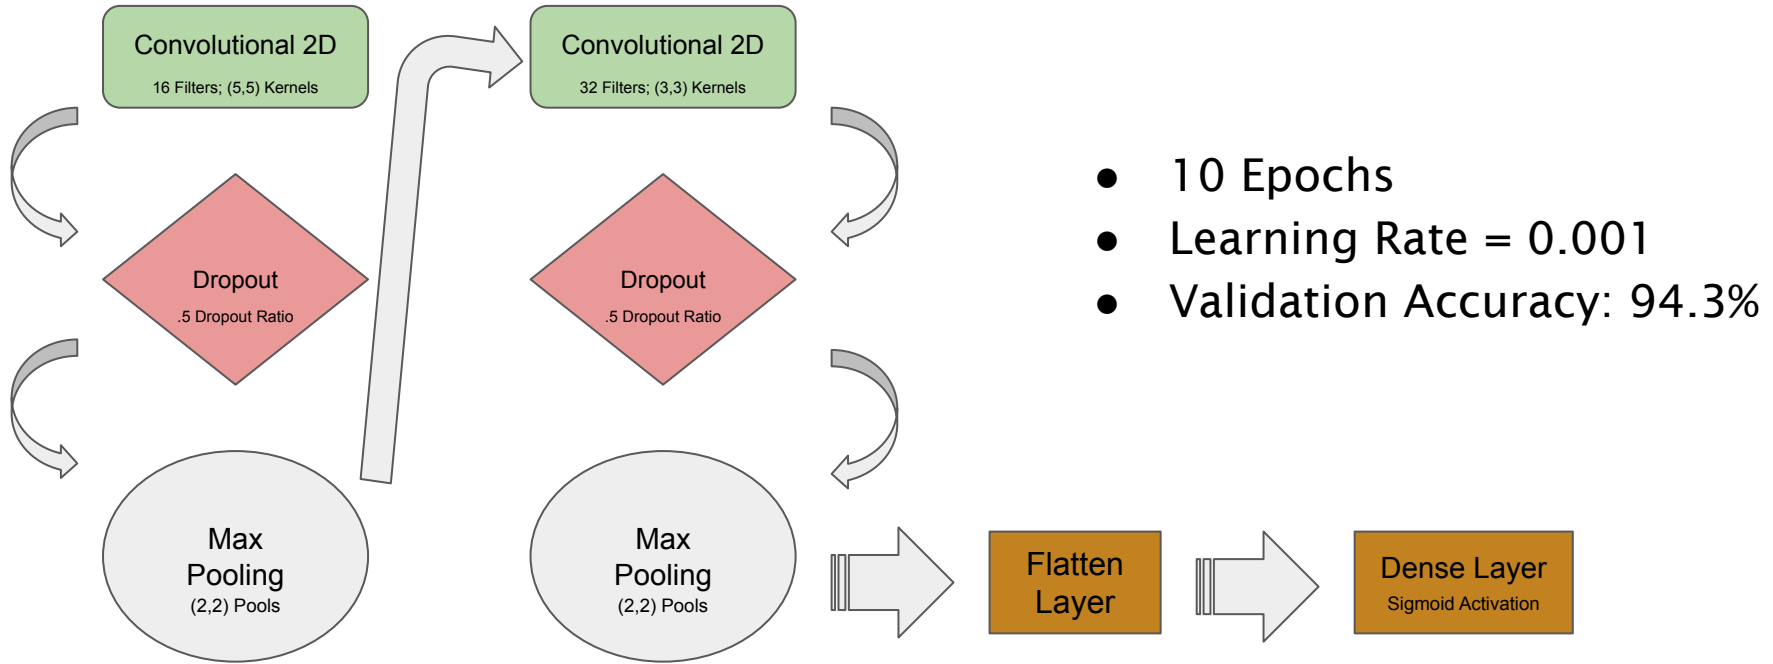 Convolutional 2D
16 Filters; (5,5) Kernels
Dropout
.5 Dropout Ratio
Max
Pooling
(2,2) Pools
Convolutional 2D
32 Filters; (3,3) Kernels
Dropout
.5 Dropout Ratio
Max
Pooling
(2,2) Pools
Flatten
Layer
Dense Layer
Sigmoid Activation
● 10 Epochs
● Learning Rate = 0.001
● Validation Accuracy: 94.3%